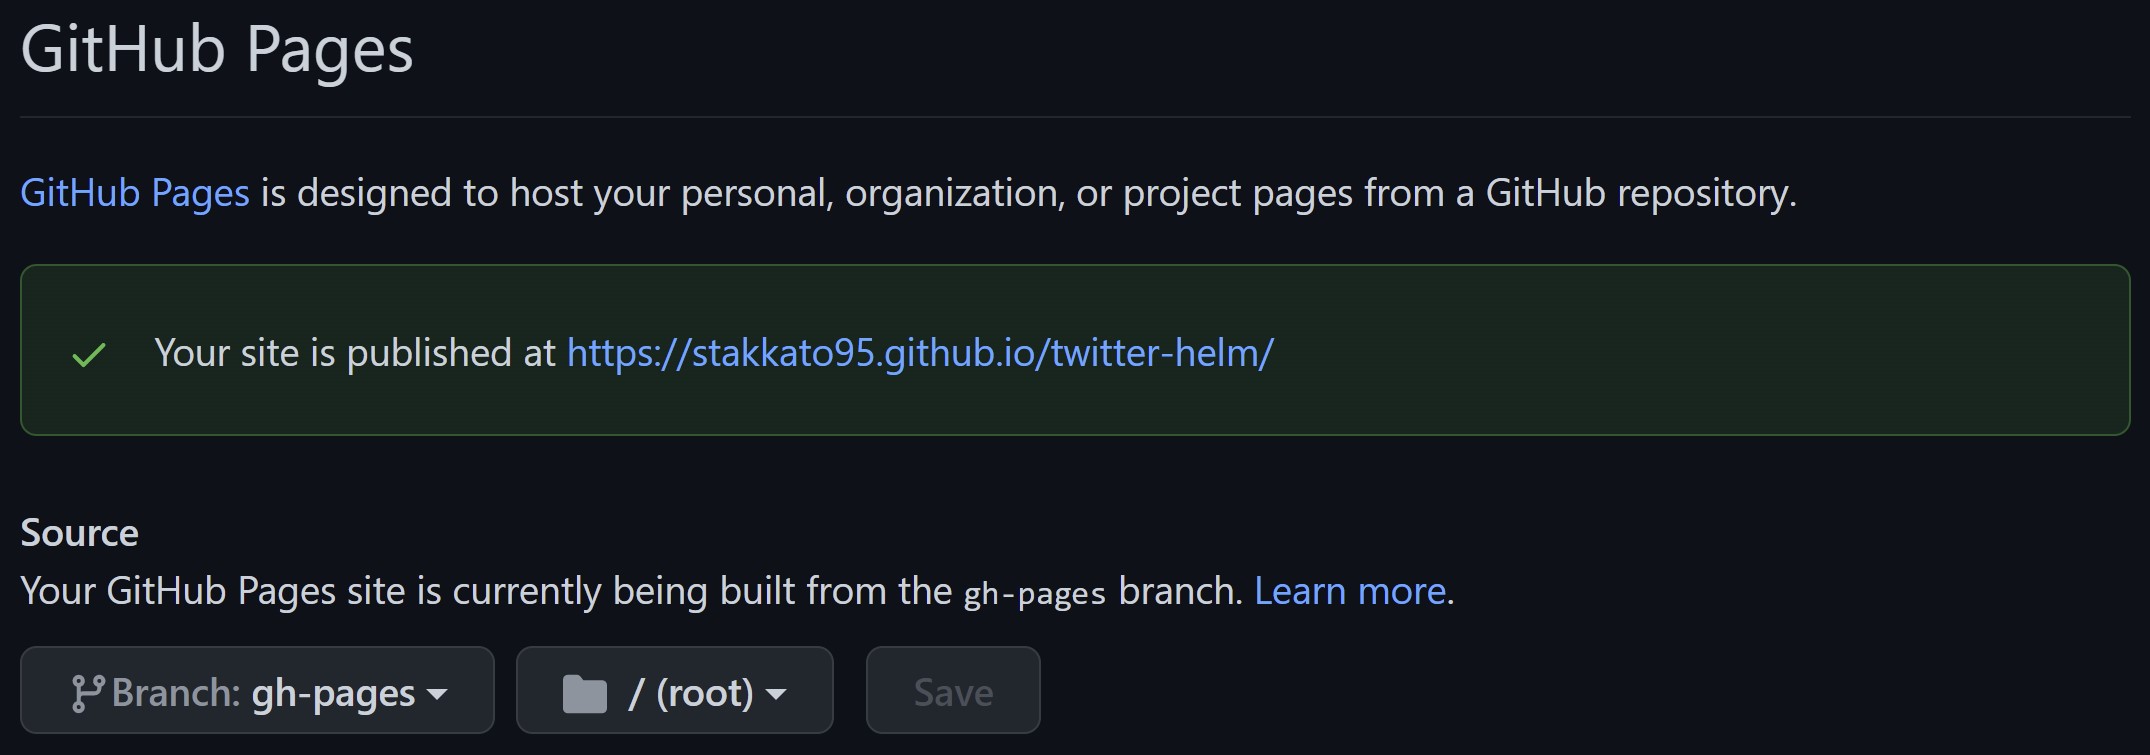 GitHub Pages
GitHub Pages is designed to host your personal, organization, or project pages from a GitHub repository.
Your site is published at https://stakkato95.github.io/twitter-helm/
Source
Your GitHub Pages site is currently being built from the gh-pages branch. Learn more.
Branch: gh-pages / (root) Save